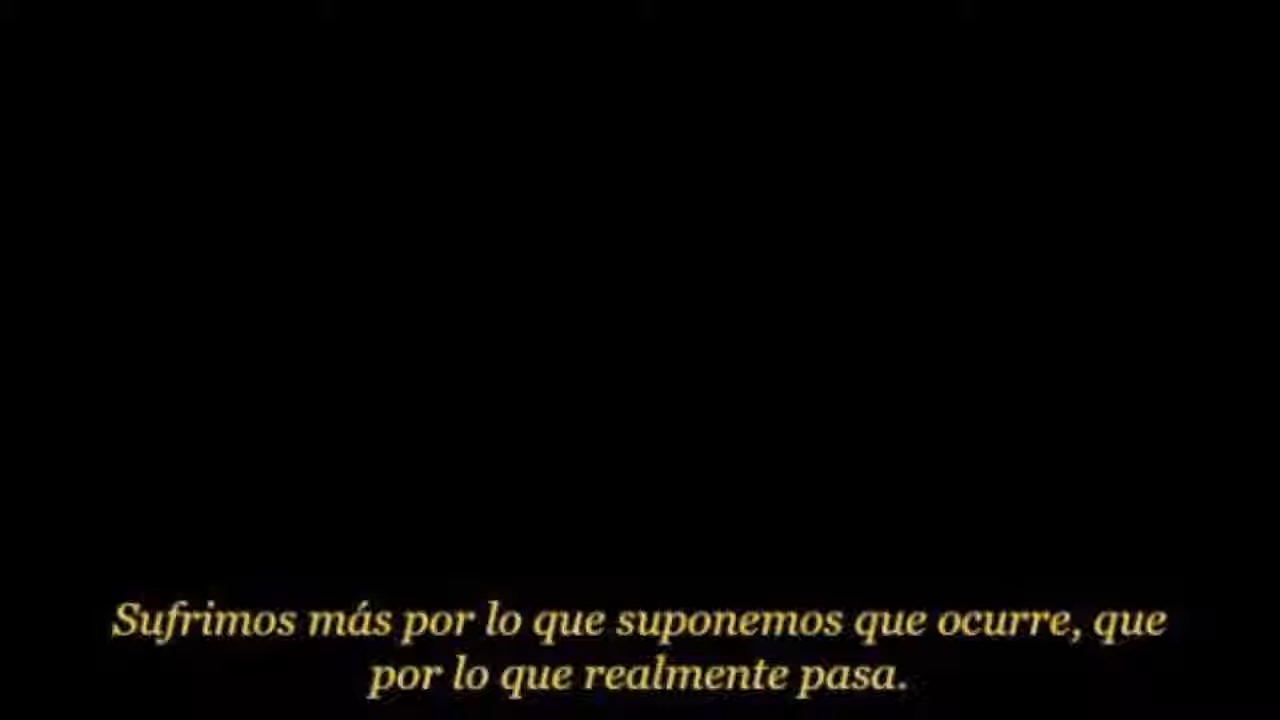 Sufrimos más por lo que suponemos que ocurre, que
por lo que realmente pasa.